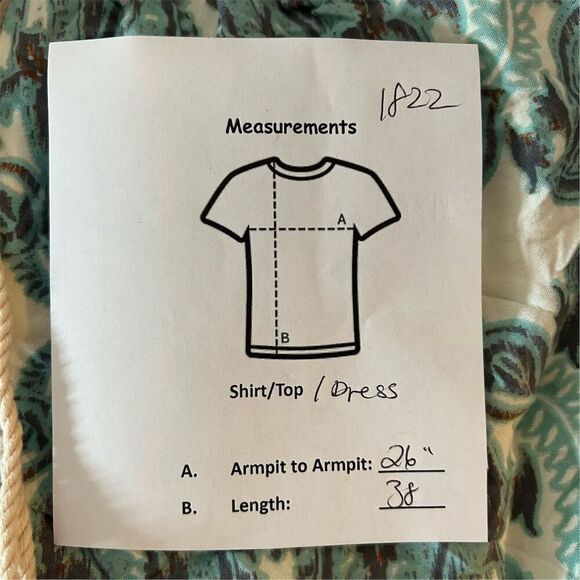 1822
Measurements
A
B
Shirt/Top / Dress
A. Armpit to Armpit: 26"
B. Length: 38